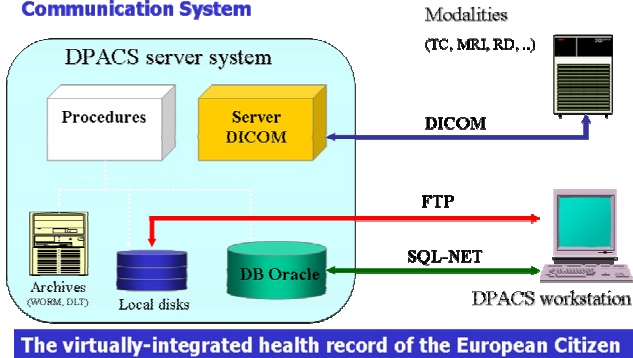 Communication System
Modalities
(TC, MRI, RD, ..)
DPACS server system
Procedures
Server
DICOM
DICOM
FTP
SQL-NET
DB Oracle
Archives
(WORM, DLT)
Local disks
DPACS workstation
The virtually-integrated health record of the European Citizen